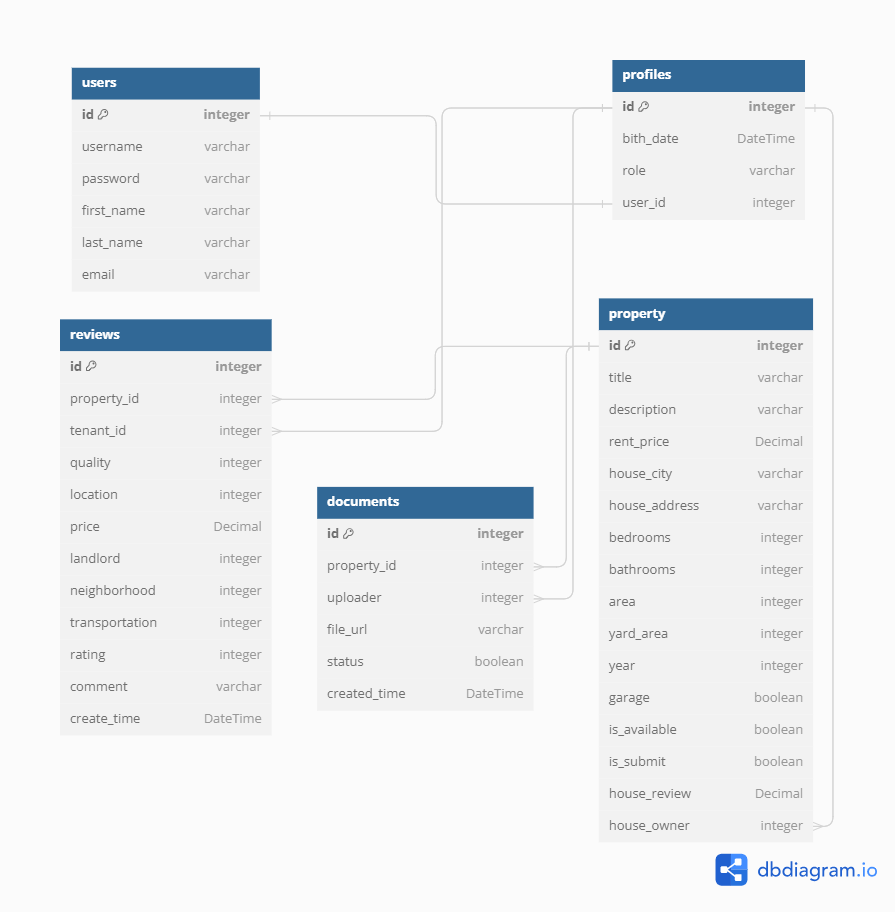 users
id integer
username varchar
password varchar
first_name varchar
last_name varchar
email varchar
profiles
id integer
bith_date DateTime
role varchar
user_id integer
reviews
id integer
property_id integer
tenant_id integer
quality integer
location integer
price Decimal
landlord integer
neighborhood integer
transportation integer
rating integer
comment varchar
create_time DateTime
documents
id integer
property_id integer
uploader integer
file_url varchar
status boolean
created_time DateTime
property
id integer
title varchar
description varchar
rent_price Decimal
house_city varchar
house_address varchar
bedrooms integer
bathrooms integer
area integer
yard_area integer
year integer
garage boolean
is_available boolean
is_submit boolean
house_review Decimal
house_owner integer
dbdiagram.io